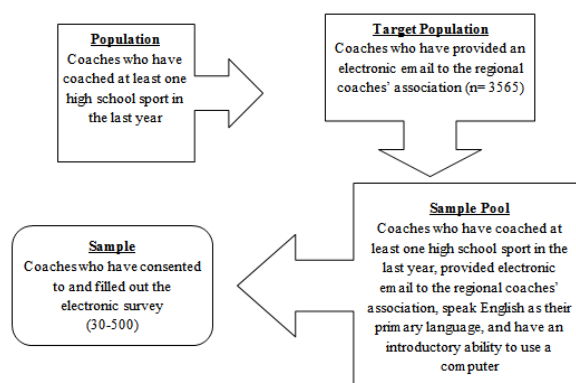 Population
Coaches who have
coached at least one
high school sport in
the last year
Target Population
Coaches who have provided an
electronic email to the regional
coaches' association (n= 3565)
Sample Pool
Coaches who have coached at
least one high school sport in the
last year, provided electronic
email to the regional coaches'
association, speak English as their
primary language, and have an
introductory ability to use a
computer
Sample
Coaches who have consented
to and filled out the
electronic survey
(30-500)